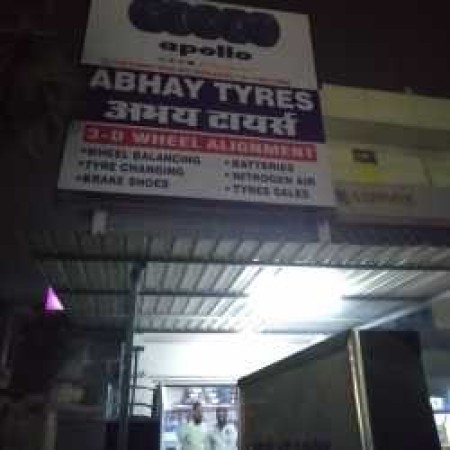 apollo
ABHAY TYRES
अभय टायर्स
3-D WHEEL ALIGNMENT
• WHEEL BALANCING
• TYRE CHANGING
• BRAKE SHOES
• BATTERIES
• NITROGEN AIR
• TYRES SALES